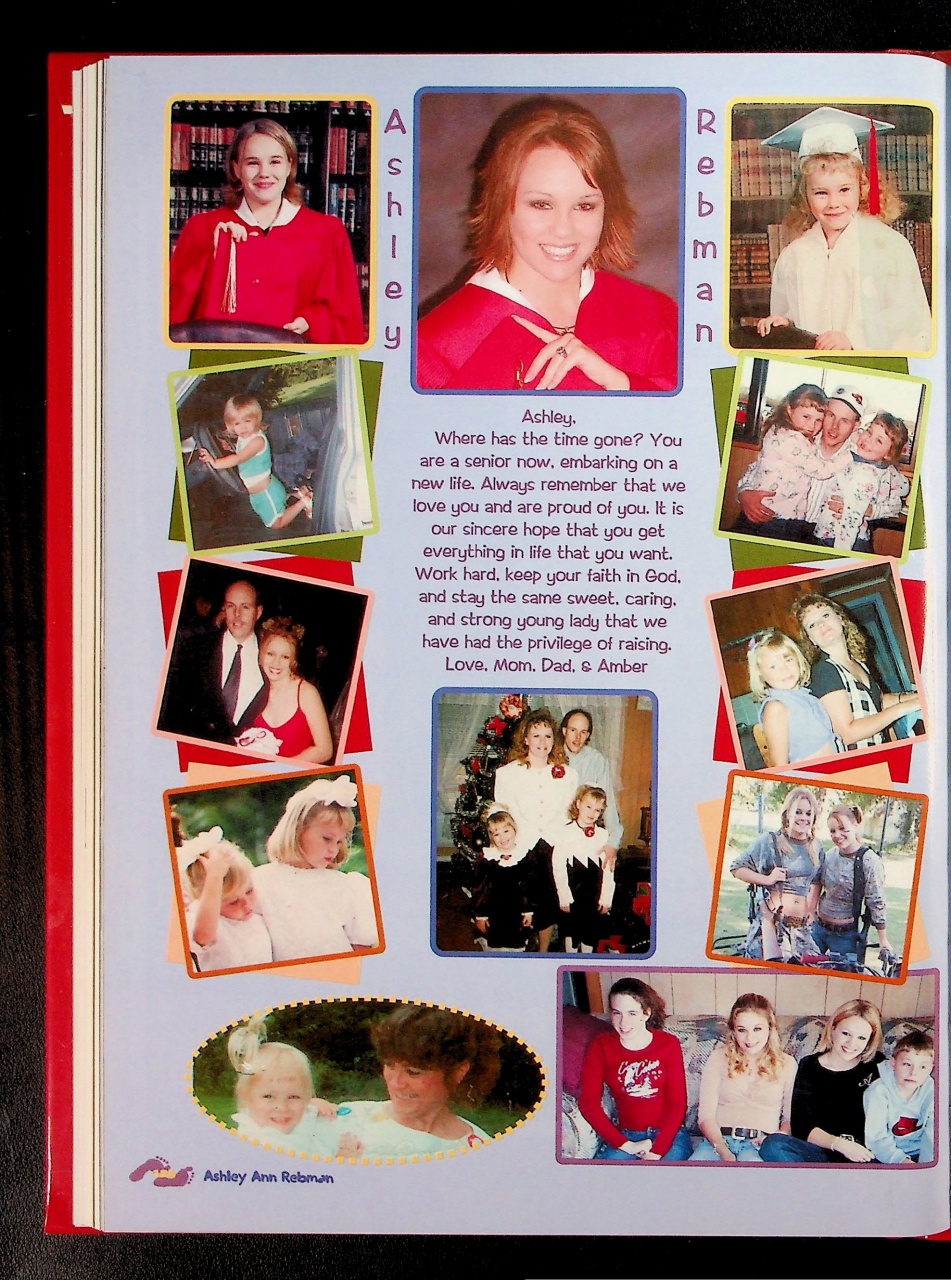 Ashley
Rebman
Ashley,
Where has the time gone? You
are a senior now, embarking on a
new life. Always remember that we
love you and are proud of you. It is
our sincere hope that you get
everything in life that you want.
Work hard, keep your faith in God,
and stay the same sweet, caring,
and strong young lady that we
have had the privilege of raising.
Love, Mom, Dad, & Amber
Ashley Ann Rebman